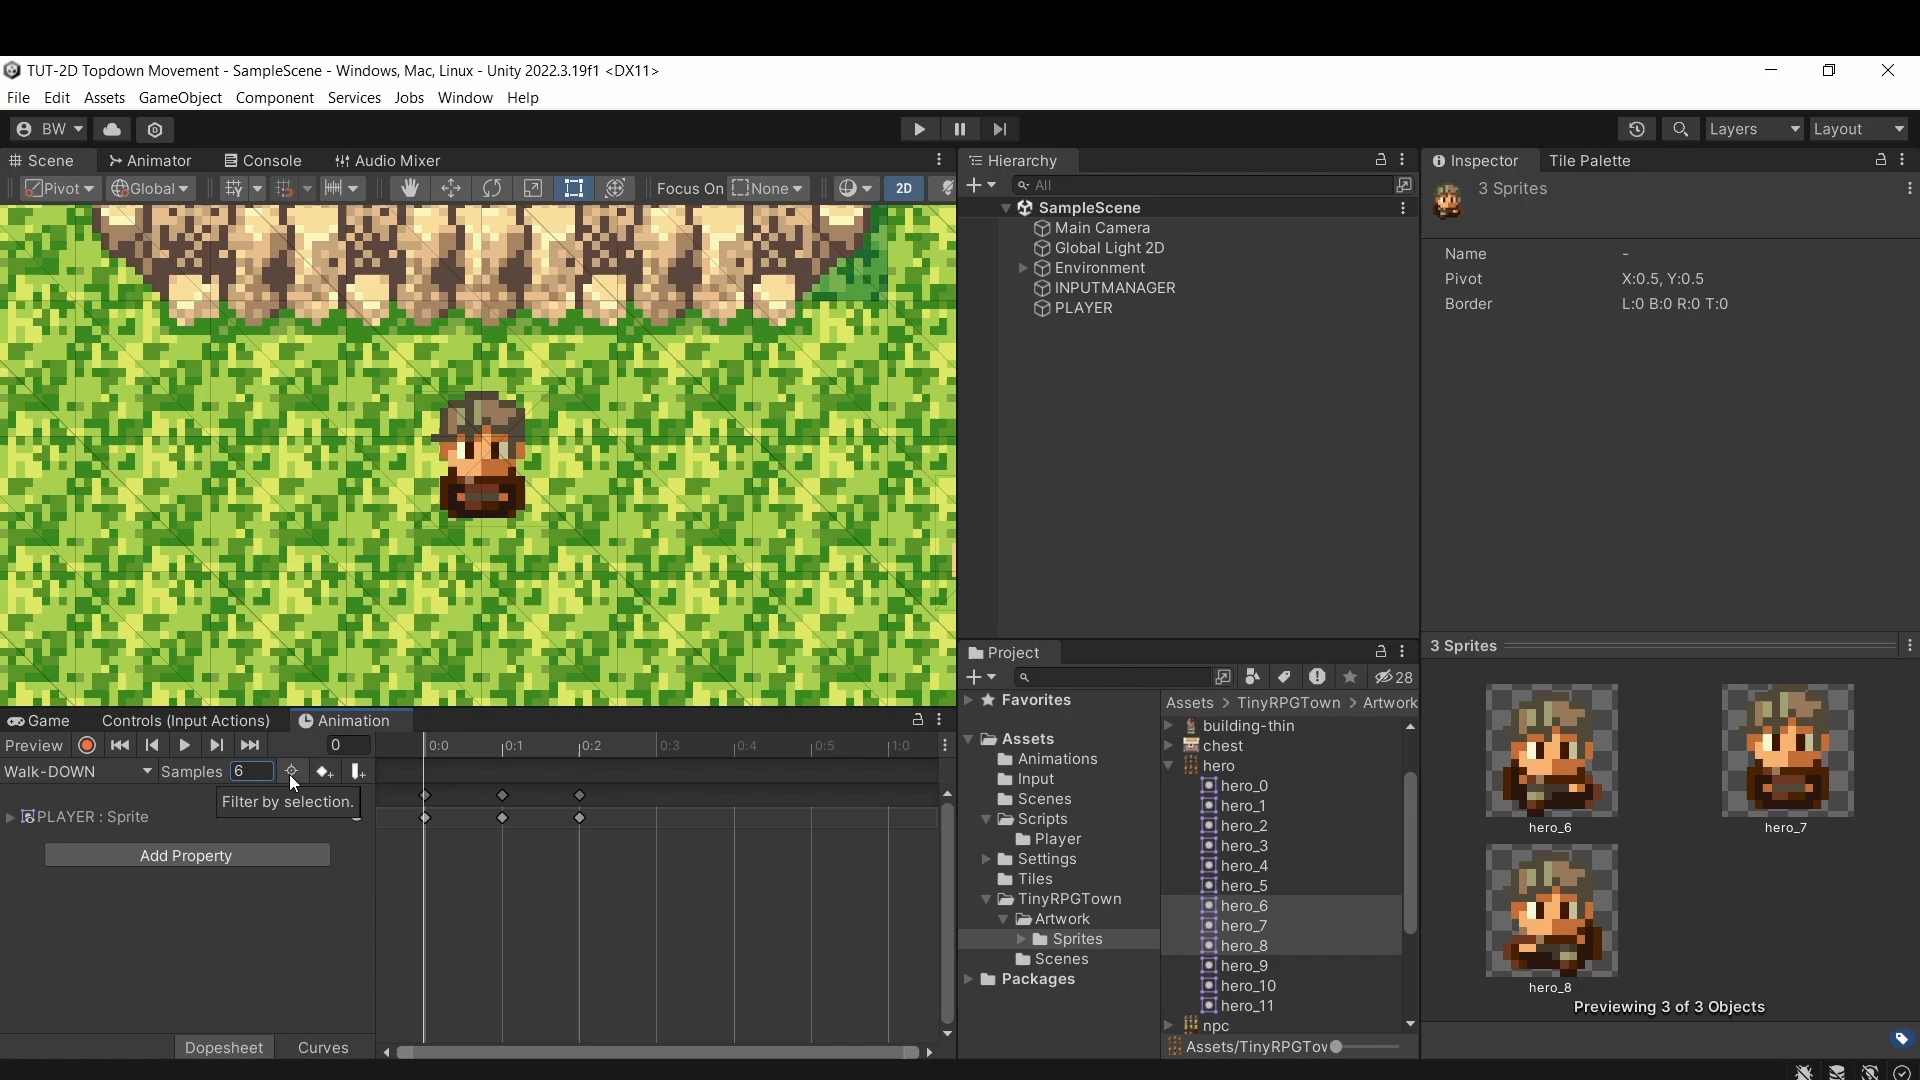 TUT-2D Topdown Movement - SampleScene - Windows, Mac, Linux - Unity 2022.3.19f1 <DX11>
File Edit Assets GameObject Component Services Jobs Window Help
BW
Layers Layout
Scene Animator Console Audio Mixer
Pivot Global Focus On None 2D
Hierarchy
All
SampleScene
Main Camera
Global Light 2D
Environment
INPUTMANAGER
PLAYER
Inspector Tile Palette
3 Sprites
Name -
Pivot X:0.5, Y:0.5
Border L:0 B:0 R:0 T:0
Game Controls (Input Actions) Animation
Preview 0
0:0 0:1 0:2 0:3 0:4 0:5 1:0
Walk-DOWN Samples 6
Filter by selection.
PLAYER : Sprite
Add Property
Dopesheet Curves
Project
28
Favorites
Assets
Animations
Input
Scenes
Scripts
Player
Settings
Tiles
TinyRPGTown
Artwork
Sprites
Scenes
Packages
Assets > TinyRPGTown > Artwork
building-thin
chest
hero
hero_0
hero_1
hero_2
hero_3
hero_4
hero_5
hero_6
hero_7
hero_8
hero_9
hero_10
hero_11
npc
Assets/TinyRPGTov
3 Sprites
hero_6
hero_7
hero_8
Previewing 3 of 3 Objects